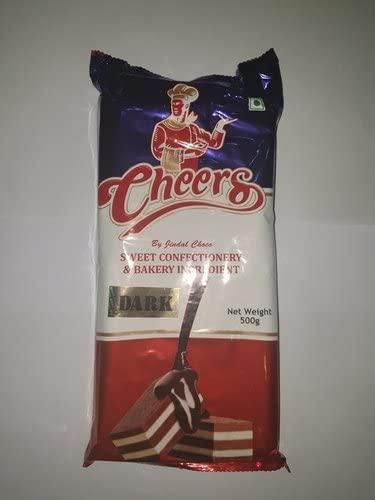 Cheers
By Jindal Choco
SWEET CONFECTIONERY
& BAKERY INGREDIENT
DARK
Net Weight
500g